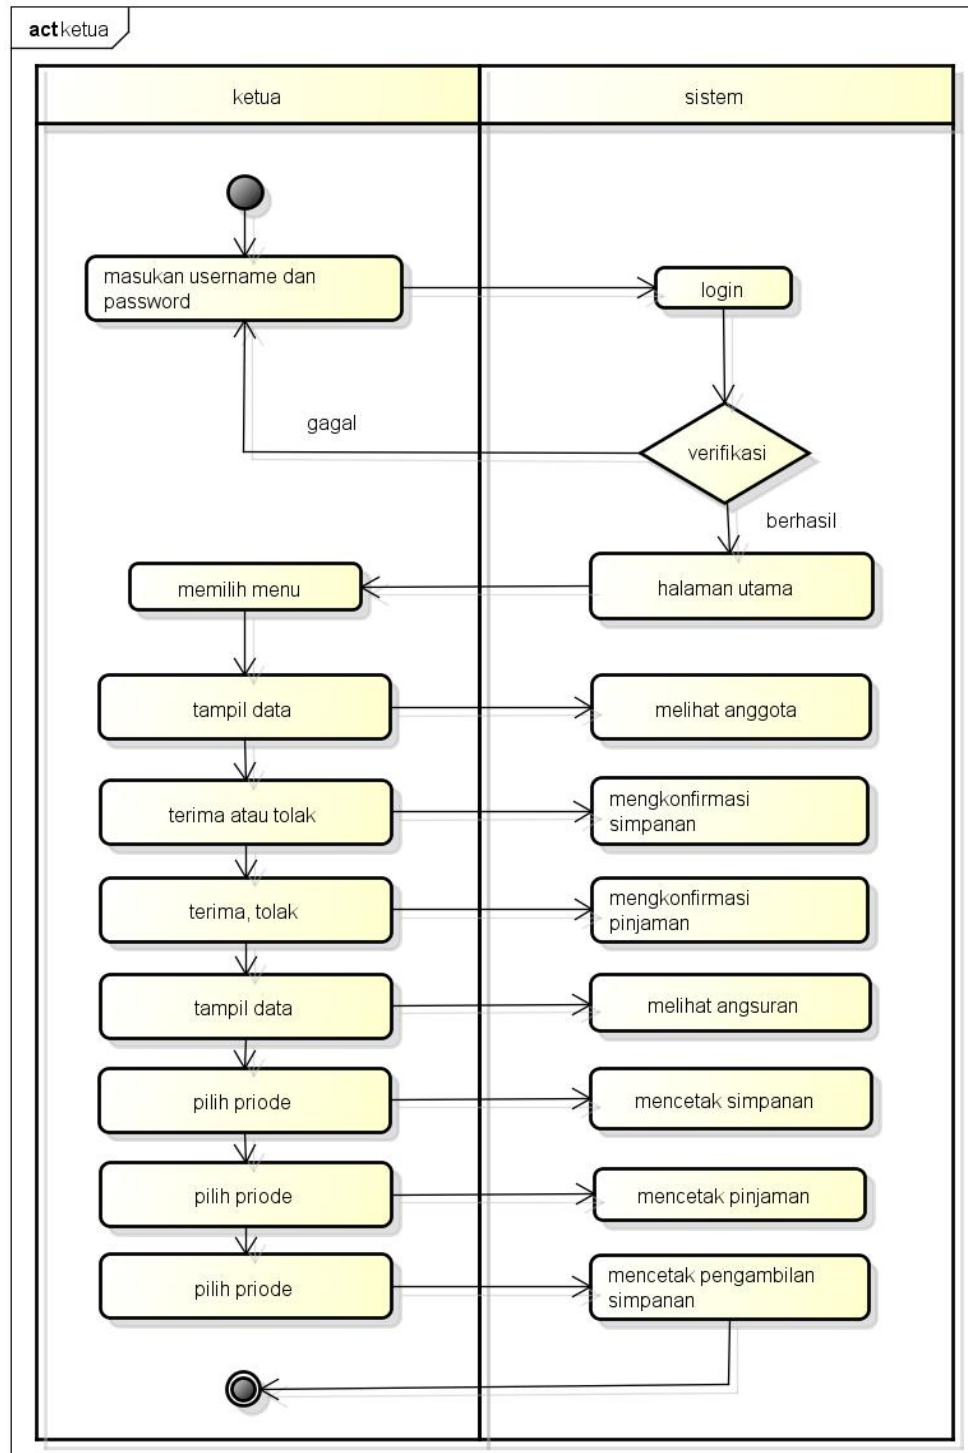 act ketua
ketua
sistem
masukan username dan
password
login
gagal
verifikasi
berhasil
memilih menu
halaman utama
tampil data
melihat anggota
terima atau tolak
mengkonfirmasi
simpanan
terima, tolak
mengkonfirmasi
pinjaman
tampil data
melihat angsuran
pilih priode
mencetak simpanan
pilih priode
mencetak pinjaman
pilih priode
mencetak pengambilan
simpanan